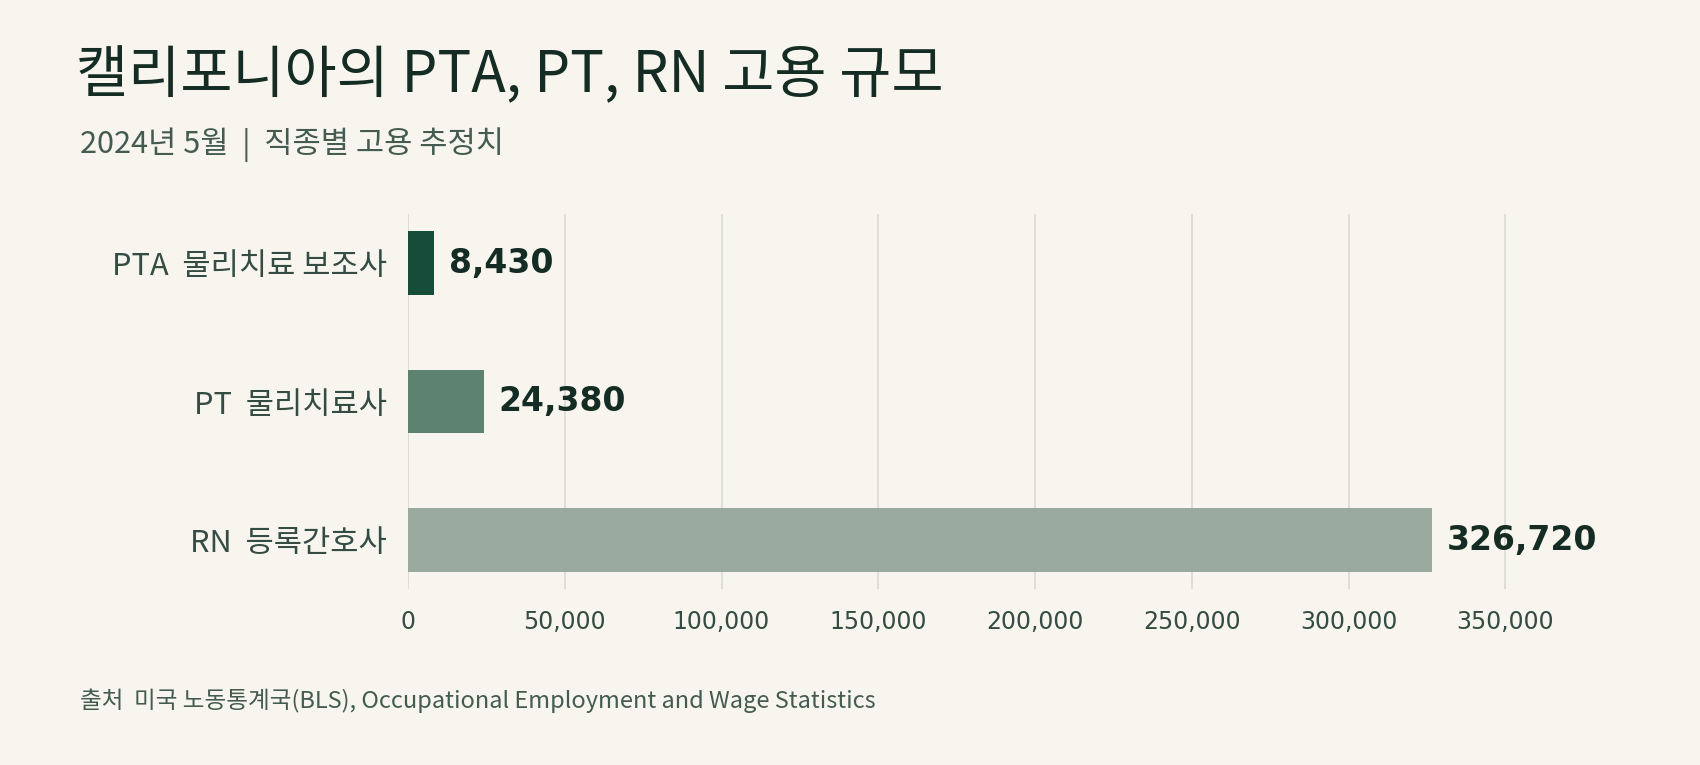 캘리포니아의 PTA, PT, RN 고용 규모
2024년 5월 | 직종별 고용 추정치
PTA 물리치료 보조사 8,430
PT 물리치료사 24,380
RN 등록간호사 326,720
0 50,000 100,000 150,000 200,000 250,000 300,000 350,000
출처 미국 노동통계국(BLS), Occupational Employment and Wage Statistics